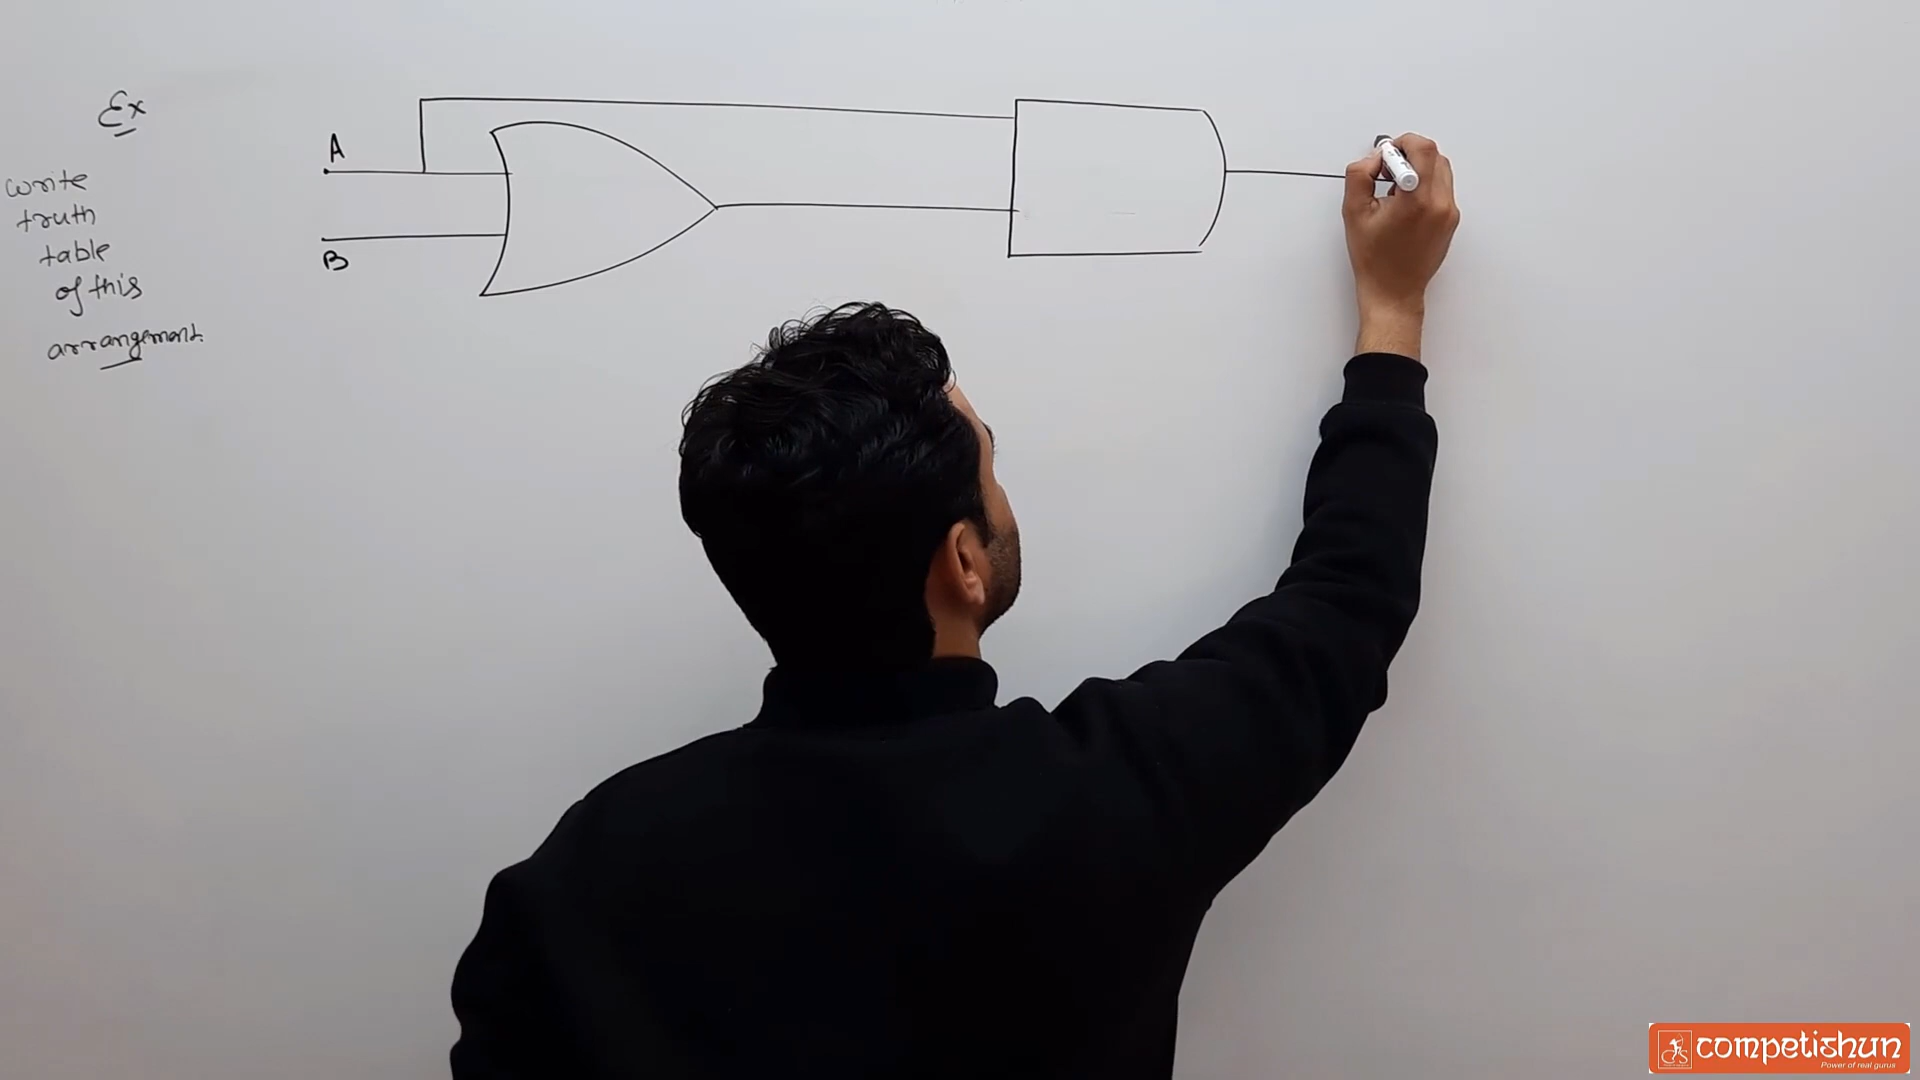 Ex
write
truth
table
of this
arrangement.
A
B
competishun
Power of real gurus